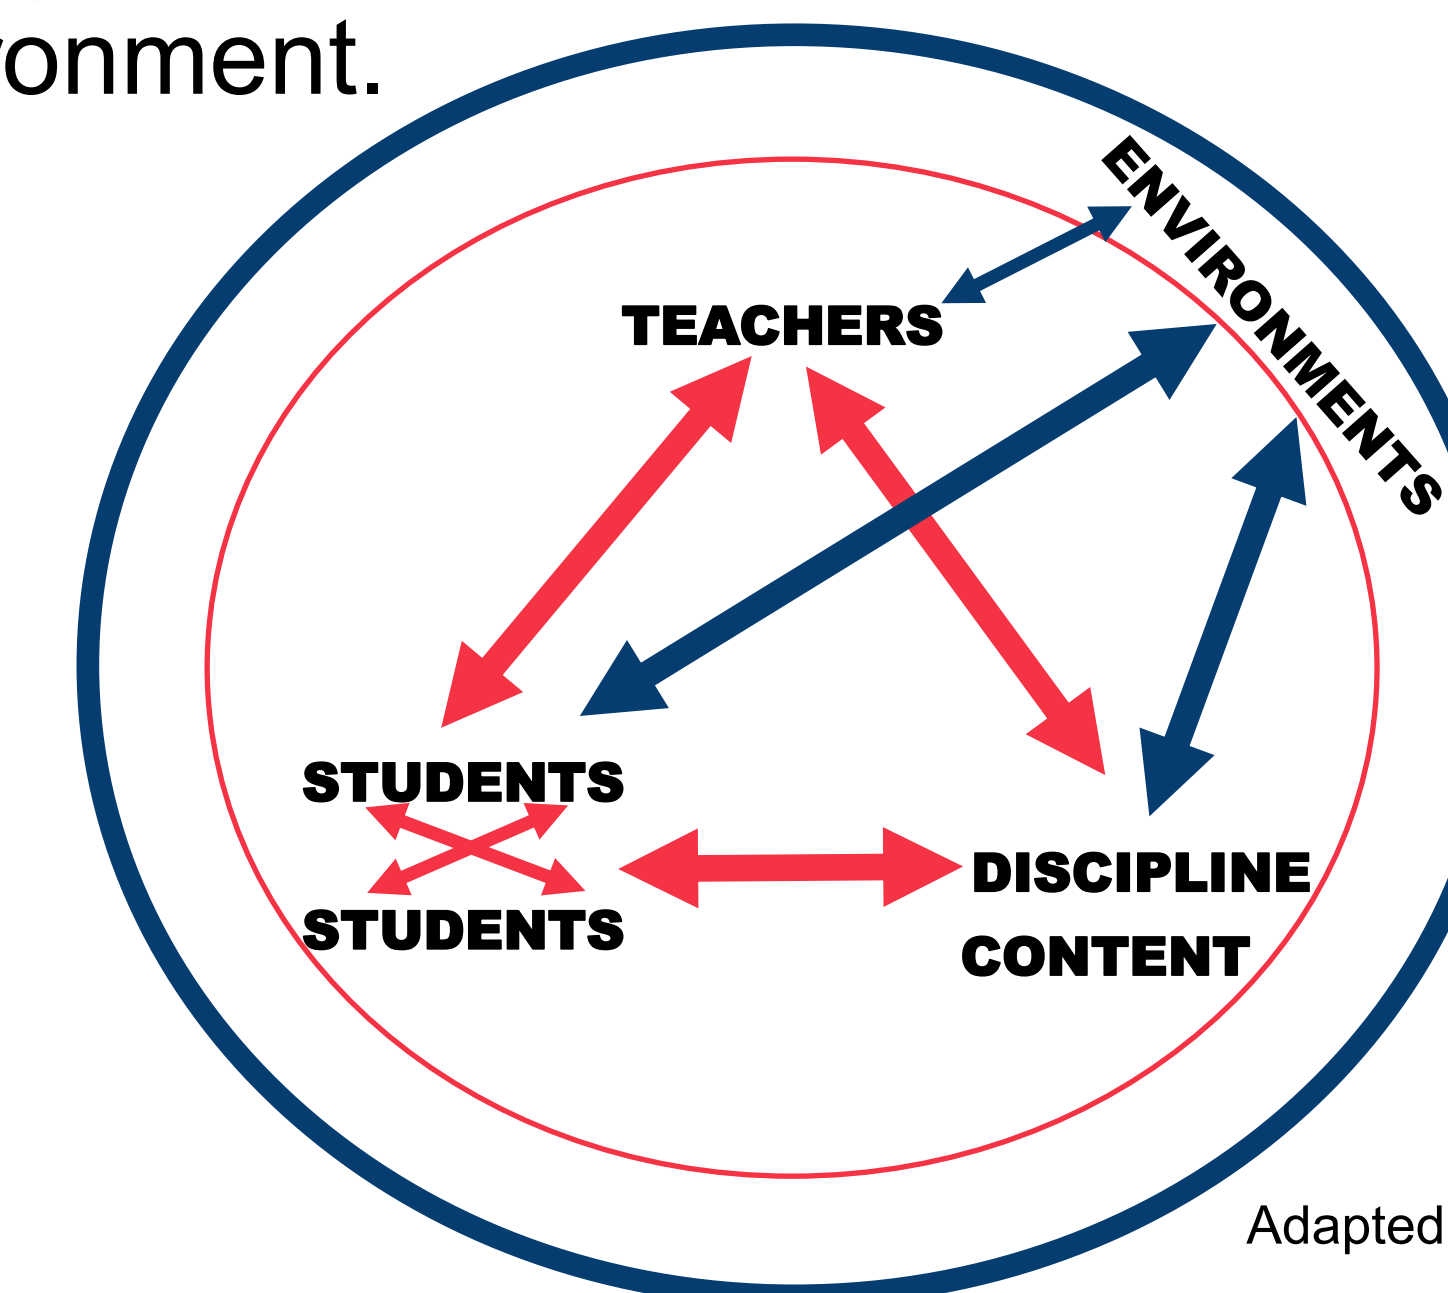 onment.
ENVIRONMENTS
TEACHERS
STUDENTS
STUDENTS
DISCIPLINE
CONTENT
Adapted